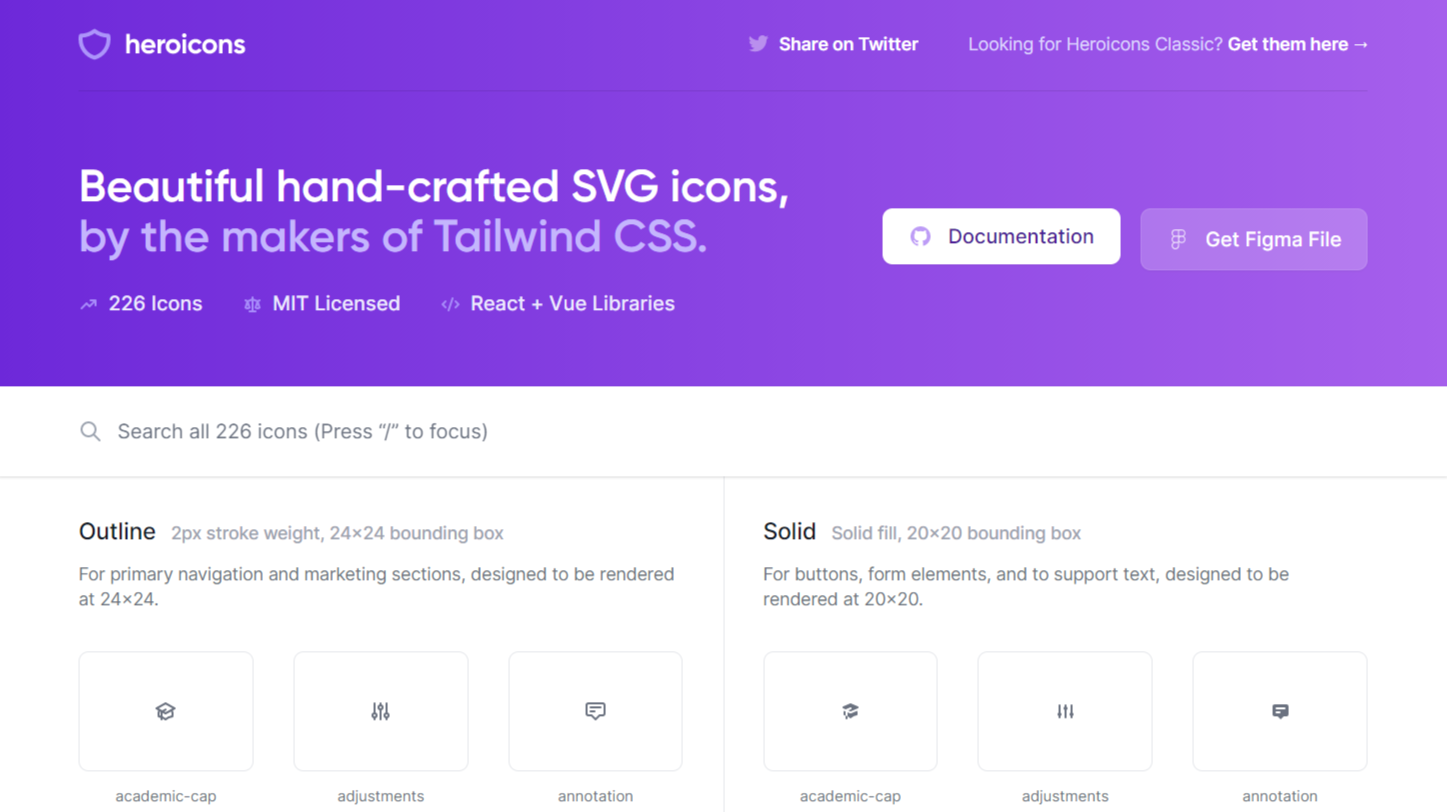 heroicons
Share on Twitter
Looking for Heroicons Classic? Get them here →
Beautiful hand-crafted SVG icons,
by the makers of Tailwind CSS.
226 Icons
MIT Licensed
React + Vue Libraries
Documentation
Get Figma File
Search all 226 icons (Press “/” to focus)
Outline 2px stroke weight, 24×24 bounding box
For primary navigation and marketing sections, designed to be rendered
at 24×24.
academic-cap
adjustments
annotation
Solid Solid fill, 20×20 bounding box
For buttons, form elements, and to support text, designed to be
rendered at 20×20.
academic-cap
adjustments
annotation